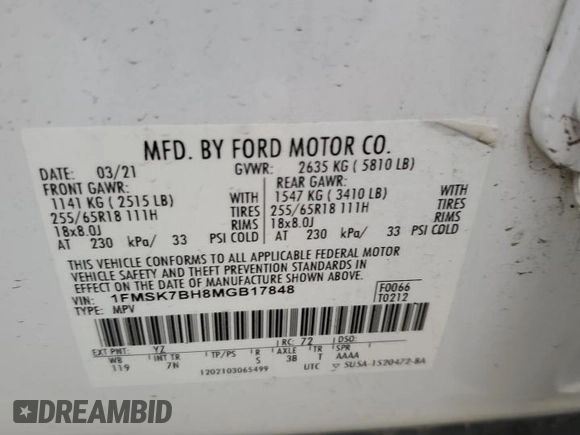 MFD. BY FORD MOTOR CO.
DATE: 03/21 GVWR: 2635 KG ( 5810 LB)
FRONT GAWR: REAR GAWR:
1141 KG ( 2515 LB) WITH 1547 KG ( 3410 LB) WITH
255/65R18 111H TIRES 255/65R18 111H TIRES
18x8.0J RIMS 18x8.0J RIMS
AT 230 kPa/ 33 PSI COLD AT 230 kPa/ 33 PSI COLD
THIS VEHICLE CONFORMS TO ALL APPLICABLE FEDERAL MOTOR
VEHICLE SAFETY AND THEFT PREVENTION STANDARDS IN
EFFECT ON THE DATE OF MANUFACTURE SHOWN ABOVE.
VIN: 1FMSK7BH8MGB17848 F0066
TYPE: MPV T0212
EXT PNT: YZ RC: 72 DSO:
WB INT TR TP/PS R AXLE TR
119 7N S 3B T AAAA
1202103065499 UTC 5USA-1520472-BA
DREAMBID